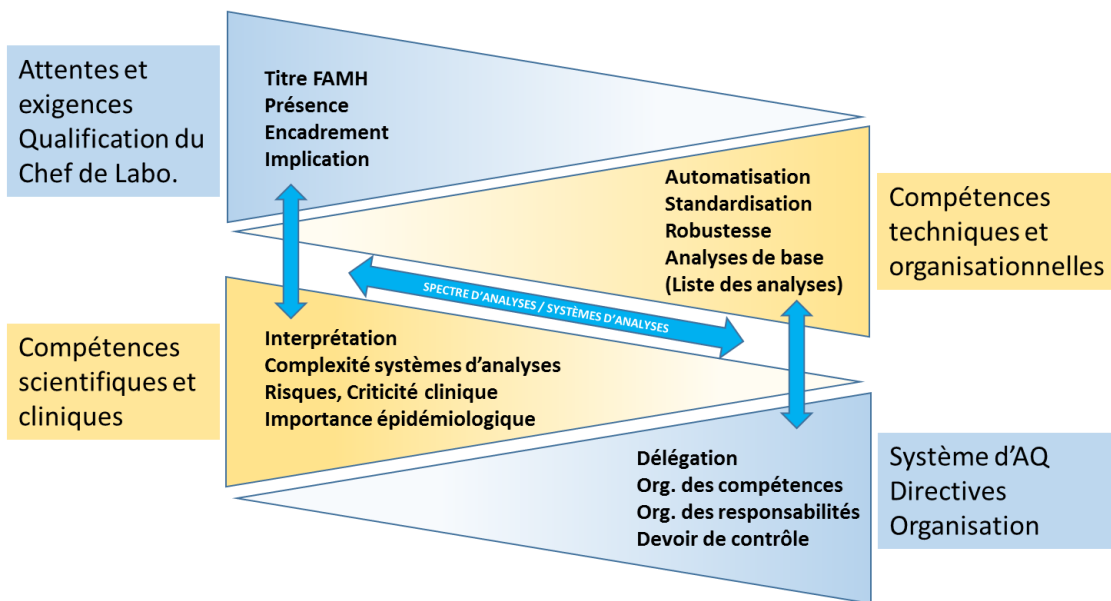 Attentes et
exigences
Qualification du
Chef de Labo.
Titre FAMH
Présence
Encadrement
Implication
Automatisation
Standardisation
Robustesse
Analyses de base
(Liste des analyses)
Compétences
techniques et
organisationnelles
SPECTRE D'ANALYSES / SYSTÈMES D'ANALYSES
Compétences
scientifiques et
cliniques
Interprétation
Complexité systèmes d'analyses
Risques, Criticité clinique
Importance épidémiologique
Délégation
Org. des compétences
Org. des responsabilités
Devoir de contrôle
Système d'AQ
Directives
Organisation